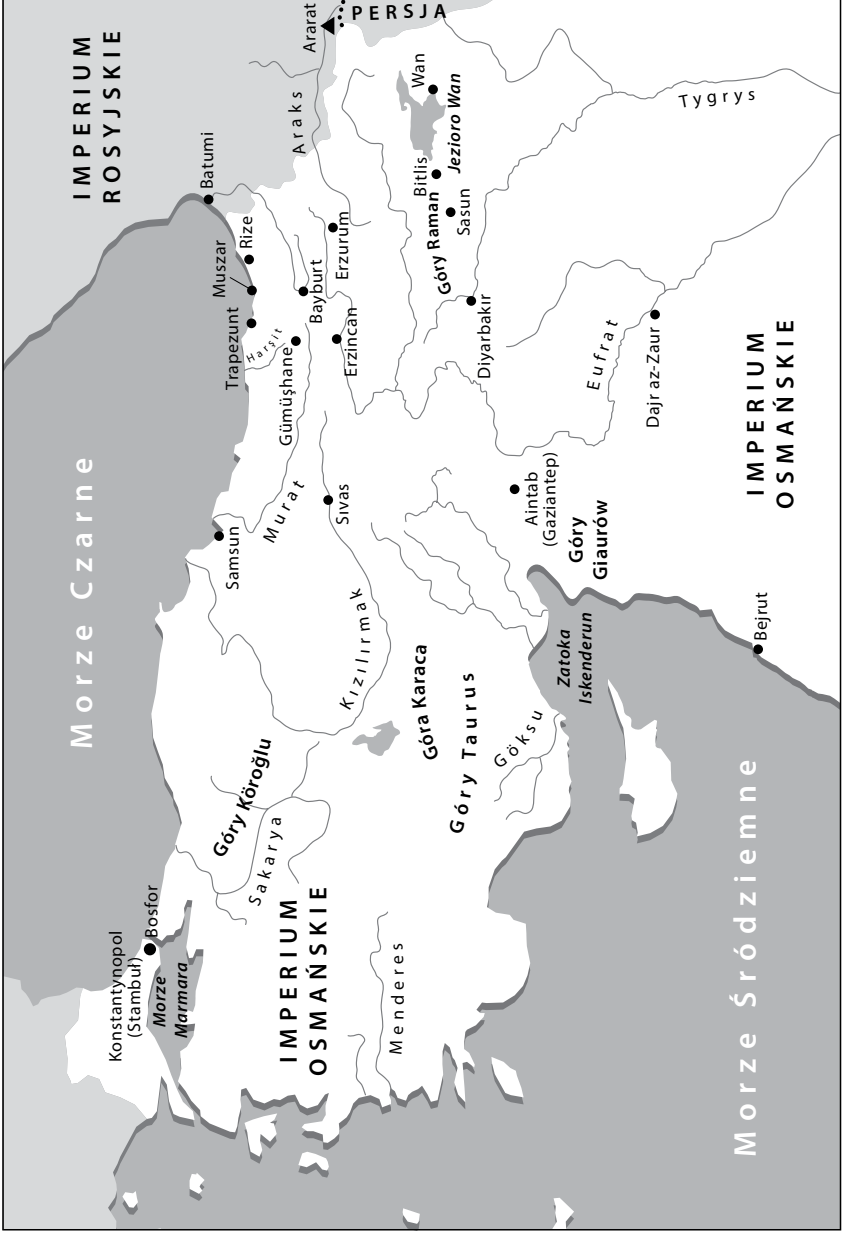 Morze Czarne
IMPERIUM
ROSYJSKIE
PERSJA
Ararat
Araks
Batumi
Rize
Muszar
Trapezunt
Harşit
Gümüşhane
Bayburt
Erzurum
Erzincan
Wan
Jezioro Wan
Bitlis
Sasun
Góry Raman
Diyarbakır
Tygrys
Eufrat
Dajr az-Zaur
IMPERIUM
OSMAŃSKIE
Samsun
Murat
Sıvas
Kızılırmak
Aintab
(Gaziantep)
Góry
Giaurów
Zatoka
Iskenderun
Bejrut
Góra Karaca
Góry Taurus
Göksu
Góry Köroğlu
Sakarya
Konstantynopol
(Stambuł)
Bosfor
Morze
Marmara
IMPERIUM
OSMAŃSKIE
Menderes
Morze Śródziemne